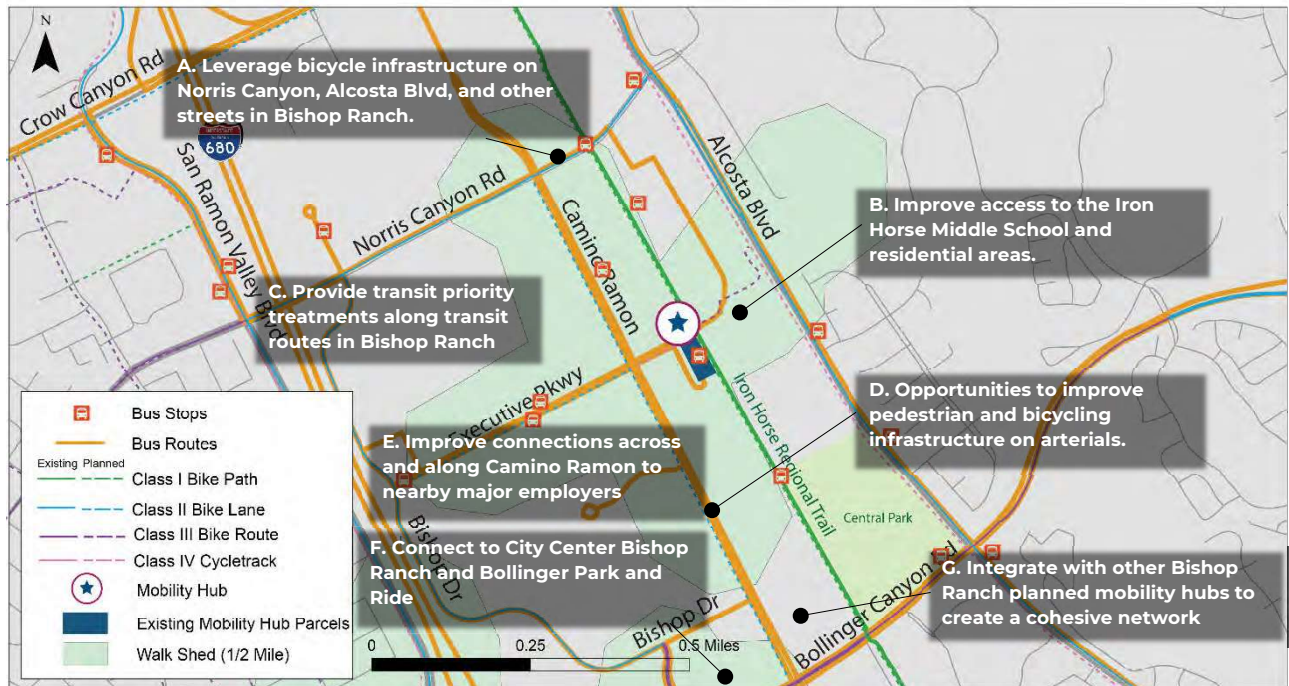 N
Crow Canyon Rd
A. Leverage bicycle infrastructure on
Norris Canyon, Alcosta Blvd, and other
streets in Bishop Ranch.
INTERSTATE
680
San Ramon Valley Blvd
Norris Canyon Rd
Camino Ramon
Alcosta Blvd
B. Improve access to the Iron
Horse Middle School and
residential areas.
C. Provide transit priority
treatments along transit
routes in Bishop Ranch
Executive Pkwy
Iron Horse Regional Trail
D. Opportunities to improve
pedestrian and bicycling
infrastructure on arterials.
E. Improve connections across
and along Camino Ramon to
nearby major employers
Central Park
Bishop Dr
F. Connect to City Center Bishop
Ranch and Bollinger Park and
Ride
Bishop Dr
Bollinger Canyon Rd
G. Integrate with other Bishop
Ranch planned mobility hubs to
create a cohesive network
Bus Stops
Bus Routes
Existing Planned
Class I Bike Path
Class II Bike Lane
Class III Bike Route
Class IV Cycletrack
Mobility Hub
Existing Mobility Hub Parcels
Walk Shed (1/2 Mile)
0 0.25 0.5 Miles